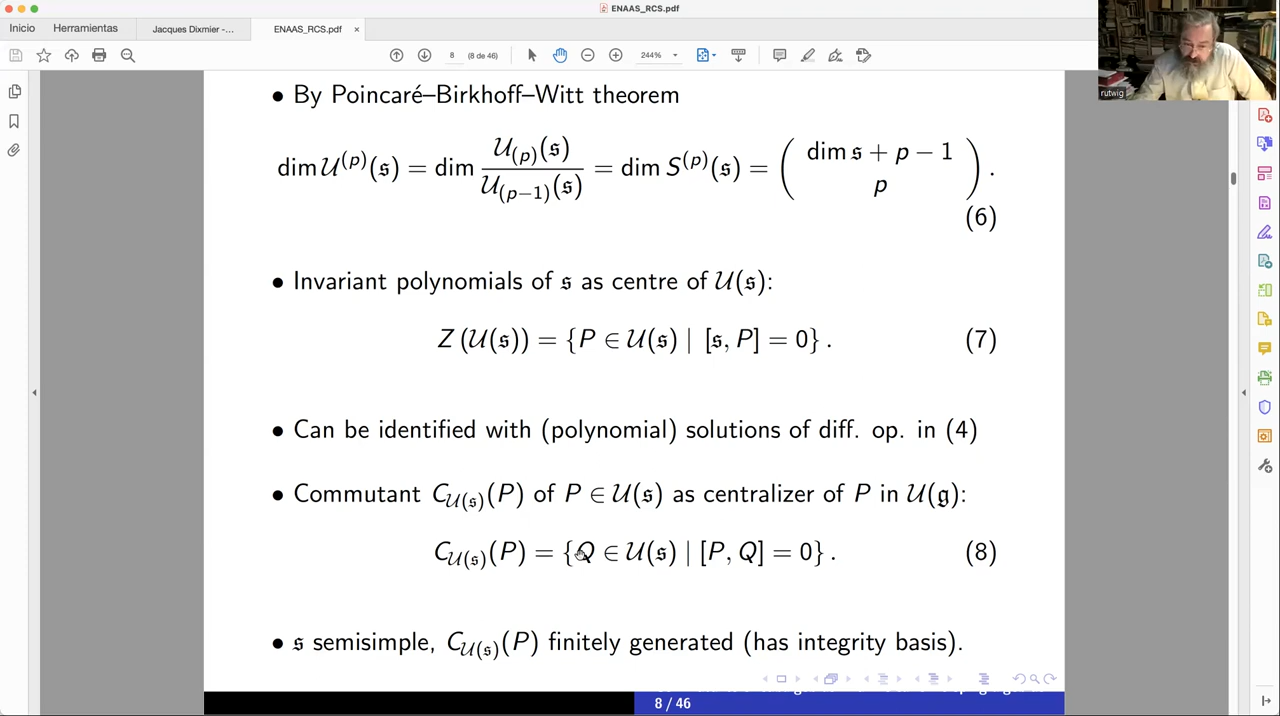 ENAAS_RCS.pdf
Inicio Herramientas Jacques Dixmier -... ENAAS_RCS.pdf ×
8 (8 de 46) 244%
rutwig
• By Poincaré–Birkhoff–Witt theorem
dim 𝒰^(p)(𝔰) = dim 𝒰_(p)(𝔰) / 𝒰_(p−1)(𝔰) = dim S^(p)(𝔰) = ( dim 𝔰 + p − 1 / p ) .
(6)
• Invariant polynomials of 𝔰 as centre of 𝒰(𝔰):
Z (𝒰(𝔰)) = {P ∈ 𝒰(𝔰) | [𝔰, P] = 0} . (7)
• Can be identified with (polynomial) solutions of diff. op. in (4)
• Commutant C_𝒰(𝔰)(P) of P ∈ 𝒰(𝔰) as centralizer of P in 𝒰(𝔤):
C_𝒰(𝔰)(P) = {Q ∈ 𝒰(𝔰) | [P, Q] = 0} . (8)
• 𝔰 semisimple, C_𝒰(𝔰)(P) finitely generated (has integrity basis).
8 / 46